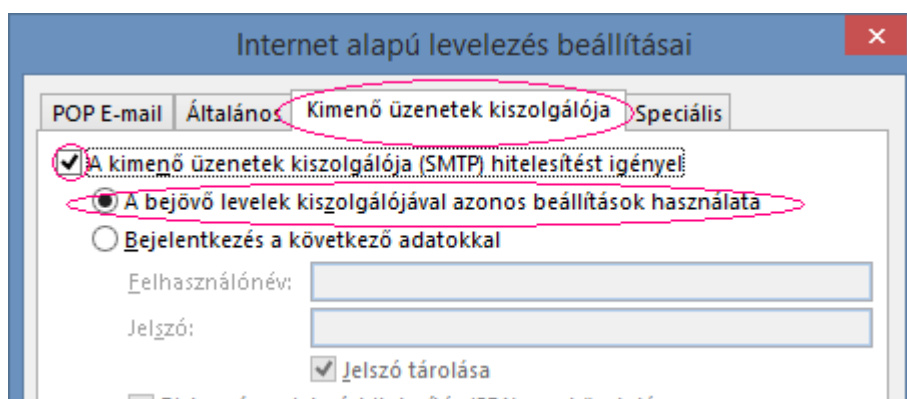 Internet alapú levelezés beállításai
POP E-mail Általános Kimenő üzenetek kiszolgálója Speciális
A kimenő üzenetek kiszolgálója (SMTP) hitelesítést igényel
A bejövő levelek kiszolgálójával azonos beállítások használata
Bejelentkezés a következő adatokkal
Felhasználónév:
Jelszó:
Jelszó tárolása